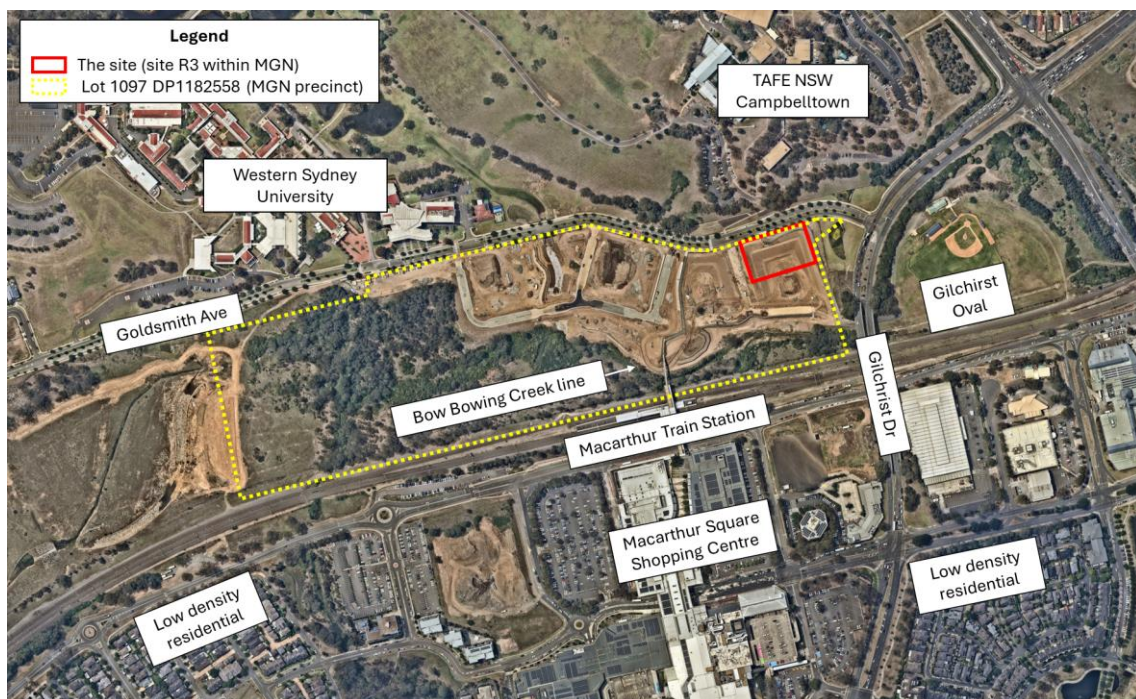 Legend
The site (site R3 within MGN)
Lot 1097 DP1182558 (MGN precinct)
TAFE NSW
Campbelltown
Western Sydney
University
Goldsmith Ave
Gilchirst
Oval
Bow Bowing Creek line
Gilchrist Dr
Macarthur Train Station
Macarthur Square
Shopping Centre
Low density
residential
Low density
residential